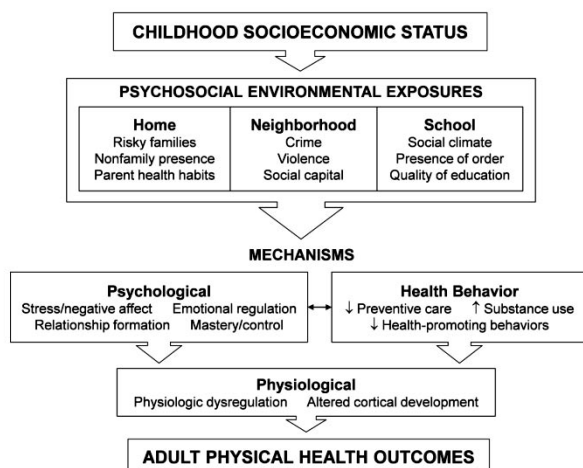 CHILDHOOD SOCIOECONOMIC STATUS
PSYCHOSOCIAL ENVIRONMENTAL EXPOSURES
Home
Risky families
Nonfamily presence
Parent health habits
Neighborhood
Crime
Violence
Social capital
School
Social climate
Presence of order
Quality of education
MECHANISMS
Psychological
Stress/negative affect Emotional regulation
Relationship formation Mastery/control
Health Behavior
↓ Preventive care ↑ Substance use
↓ Health-promoting behaviors
Physiological
Physiologic dysregulation Altered cortical development
ADULT PHYSICAL HEALTH OUTCOMES